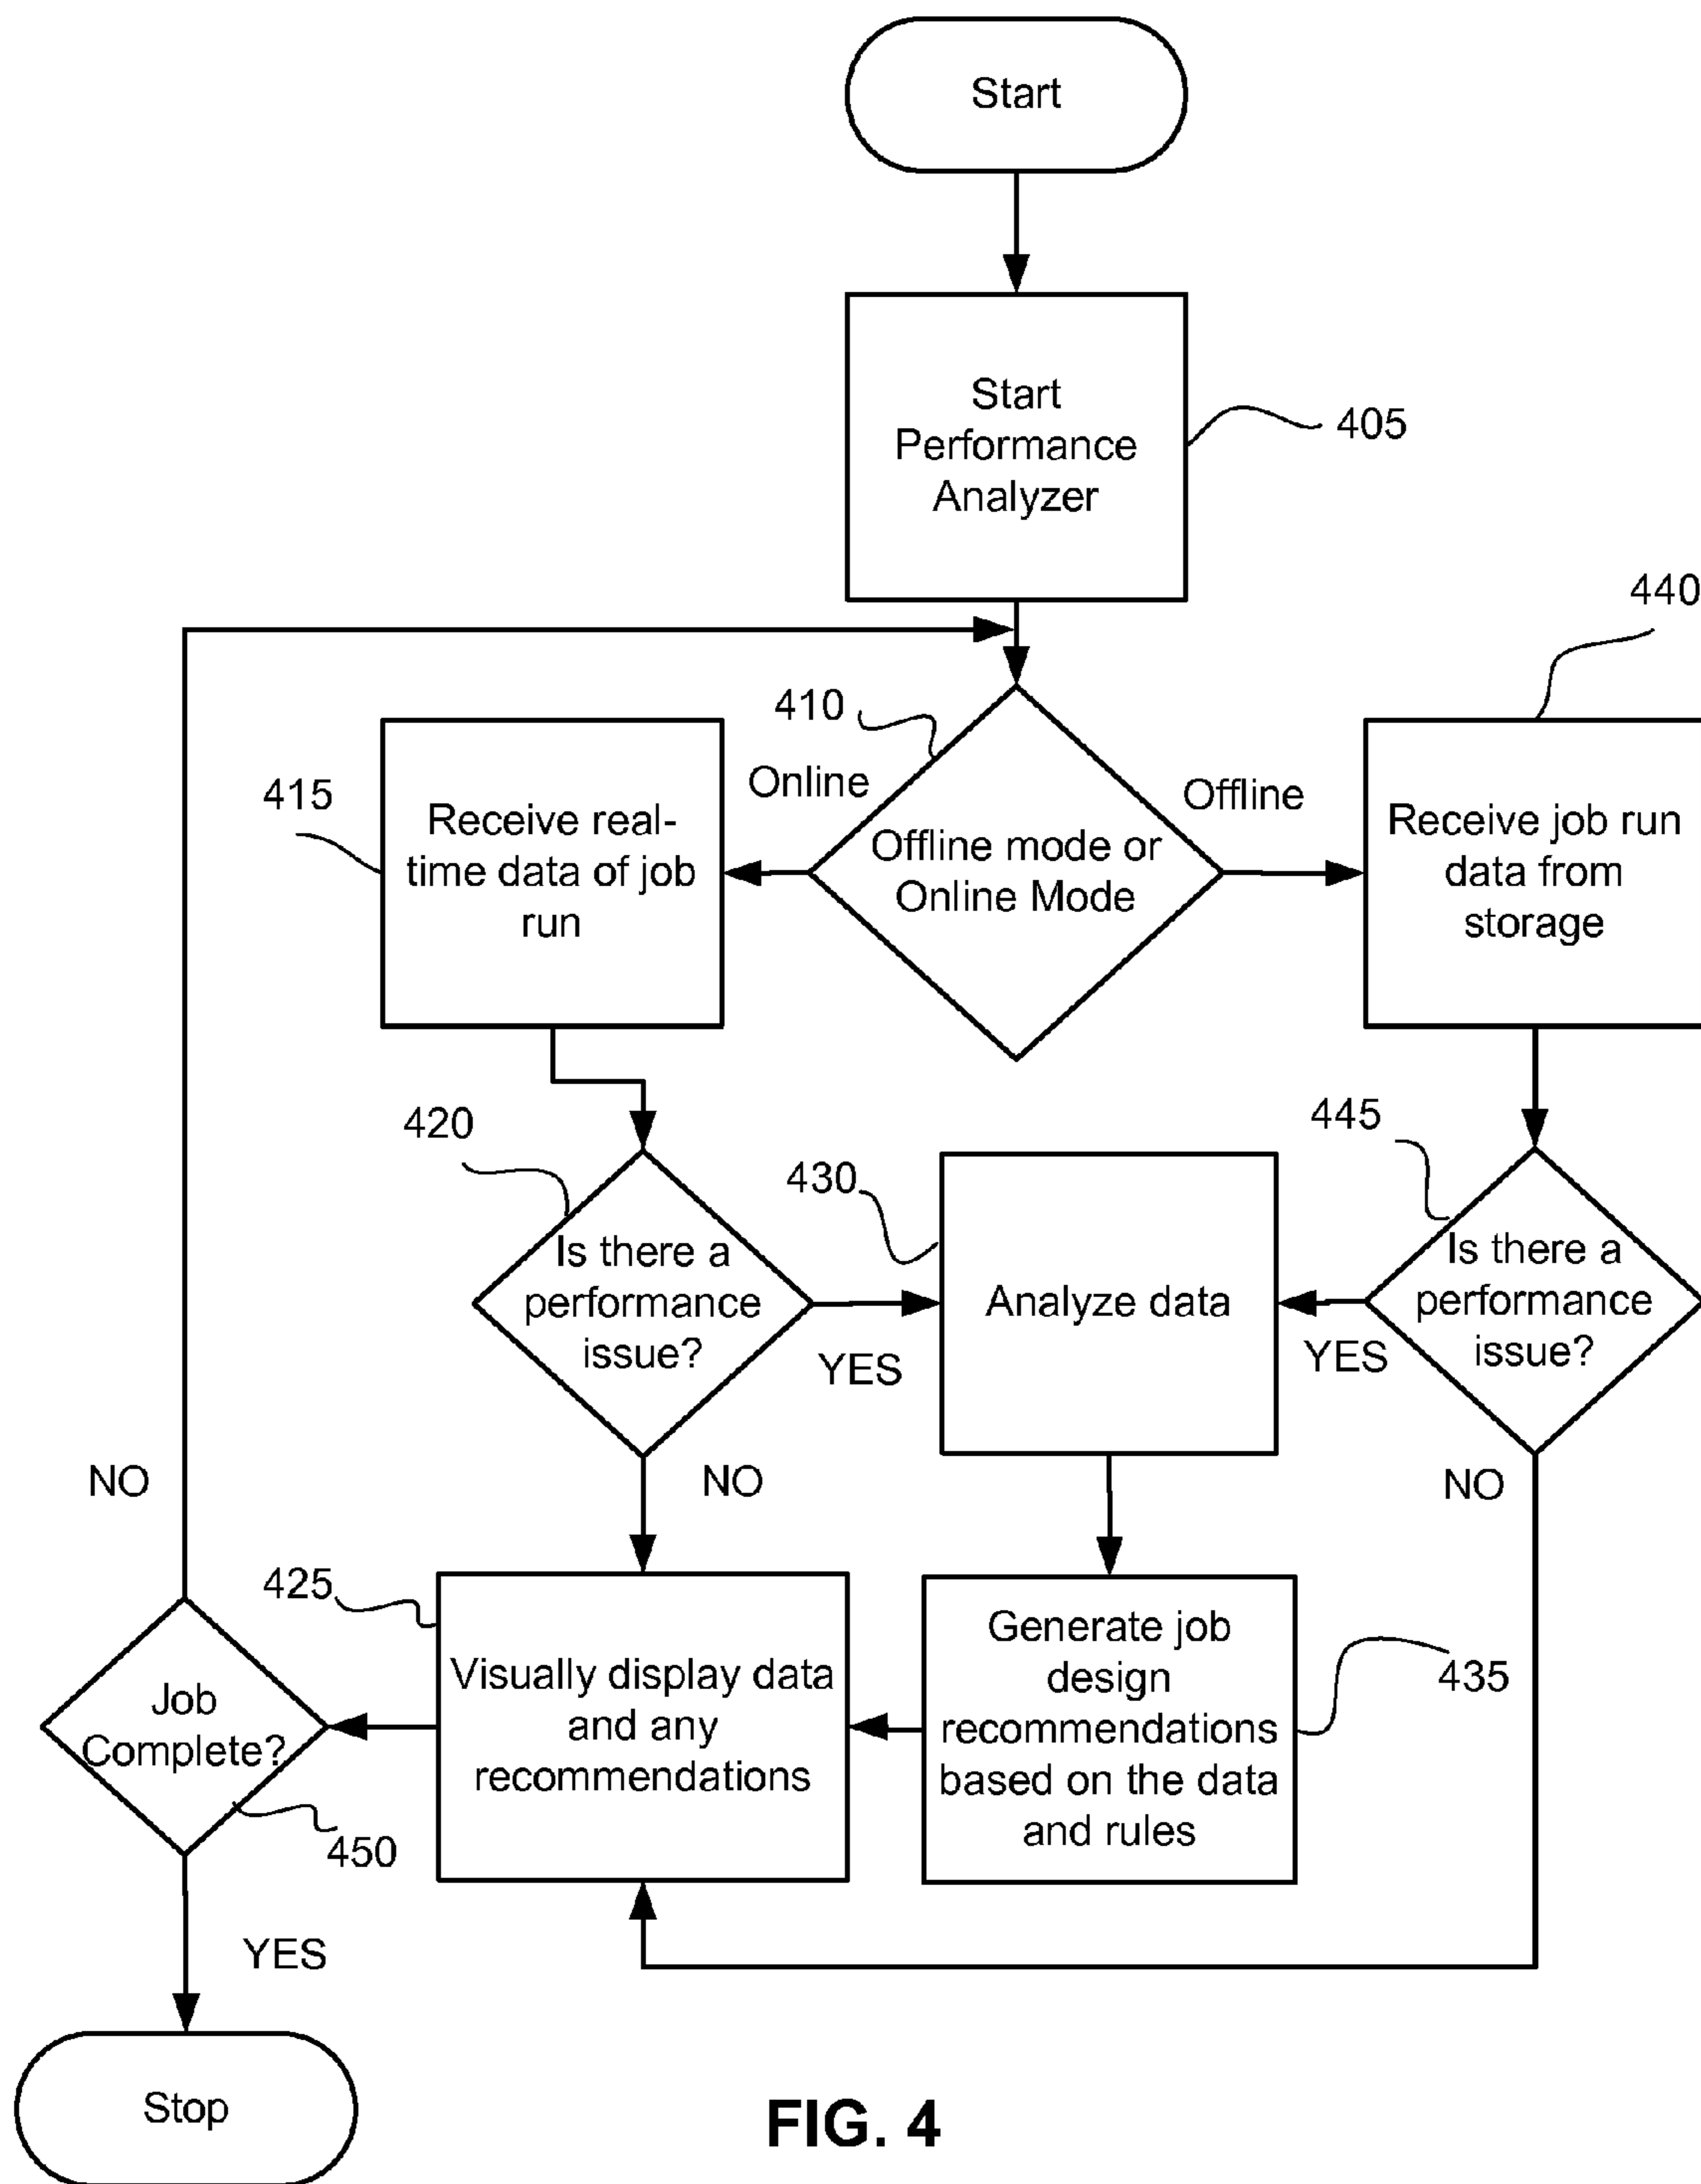 Start
Start
Performance
Analyzer
405
440
410
Online
Offline
415
Receive real-
time data of job
run
Offline mode or
Online Mode
Receive job run
data from
storage
420
430
445
Is there a
performance
issue?
YES
Analyze data
YES
Is there a
performance
issue?
NO
NO
NO
425
Visually display data
and any
recommendations
Generate job
design
recommendations
based on the data
and rules
435
Job
Complete?
450
YES
Stop
FIG. 4